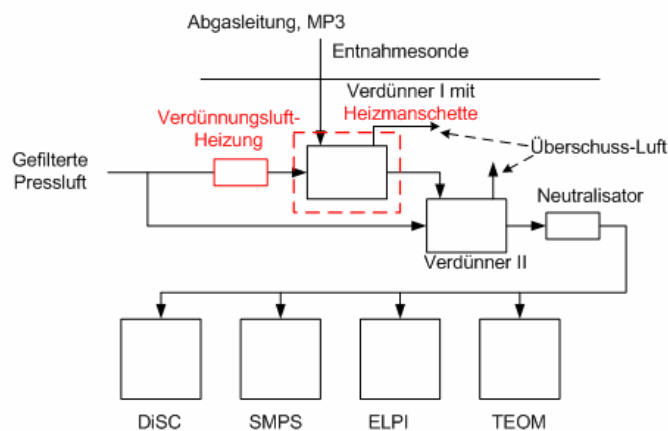 Abgasleitung, MP3
Entnahmesonde
Verdünner I mit
Heizmanschette
Verdünnungsluft-
Heizung
Überschuss-Luft
Gefilterte
Pressluft
Neutralisator
Verdünner II
DiSC
SMPS
ELPI
TEOM